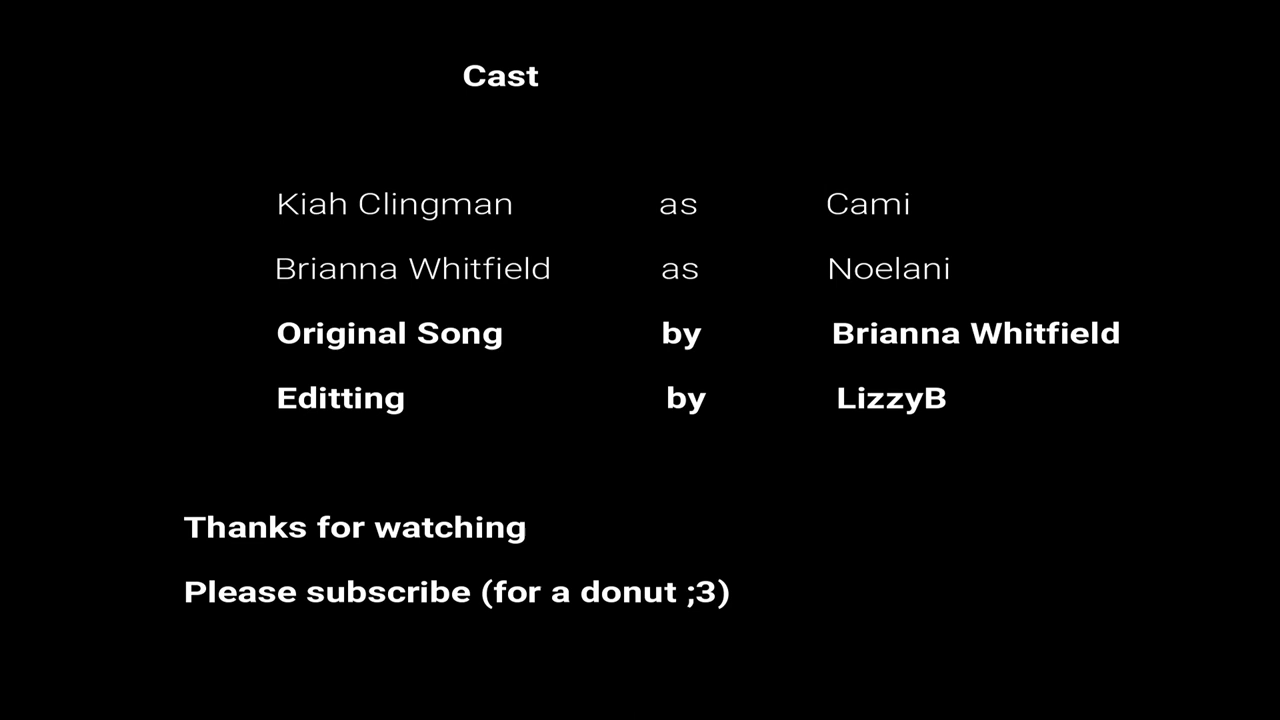 Cast
Kiah Clingman as Cami
Brianna Whitfield as Noelani
Original Song by Brianna Whitfield
Editting by LizzyB
Thanks for watching
Please subscribe (for a donut ;3)